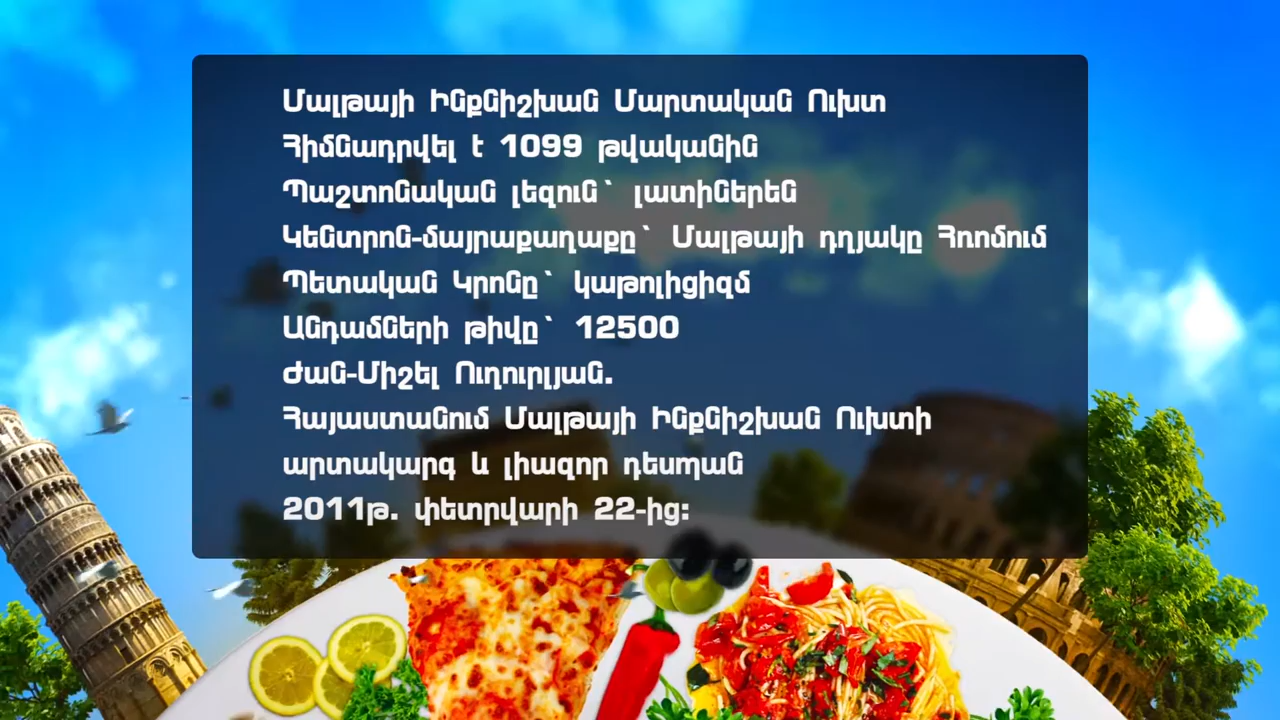 Մալթայի Ինքնիշխան Մարտական Ուխտ
Հիմնադրվել է 1099 թվականին
Պաշտոնական լեզուն՝ լատիներեն
Կենտրոն-մայրաքաղաքը՝ Մալթայի դղյակը Հռոմում
Պետական Կրոնը՝ կաթոլիցիզմ
Անդամների թիվը՝ 12500
Ժան-Միշել Ուղուրլյան.
Հայաստանում Մալթայի Ինքնիշխան Ուխտի
արտակարգ և լիազոր դեսպան
2011թ. փետրվարի 22-ից: